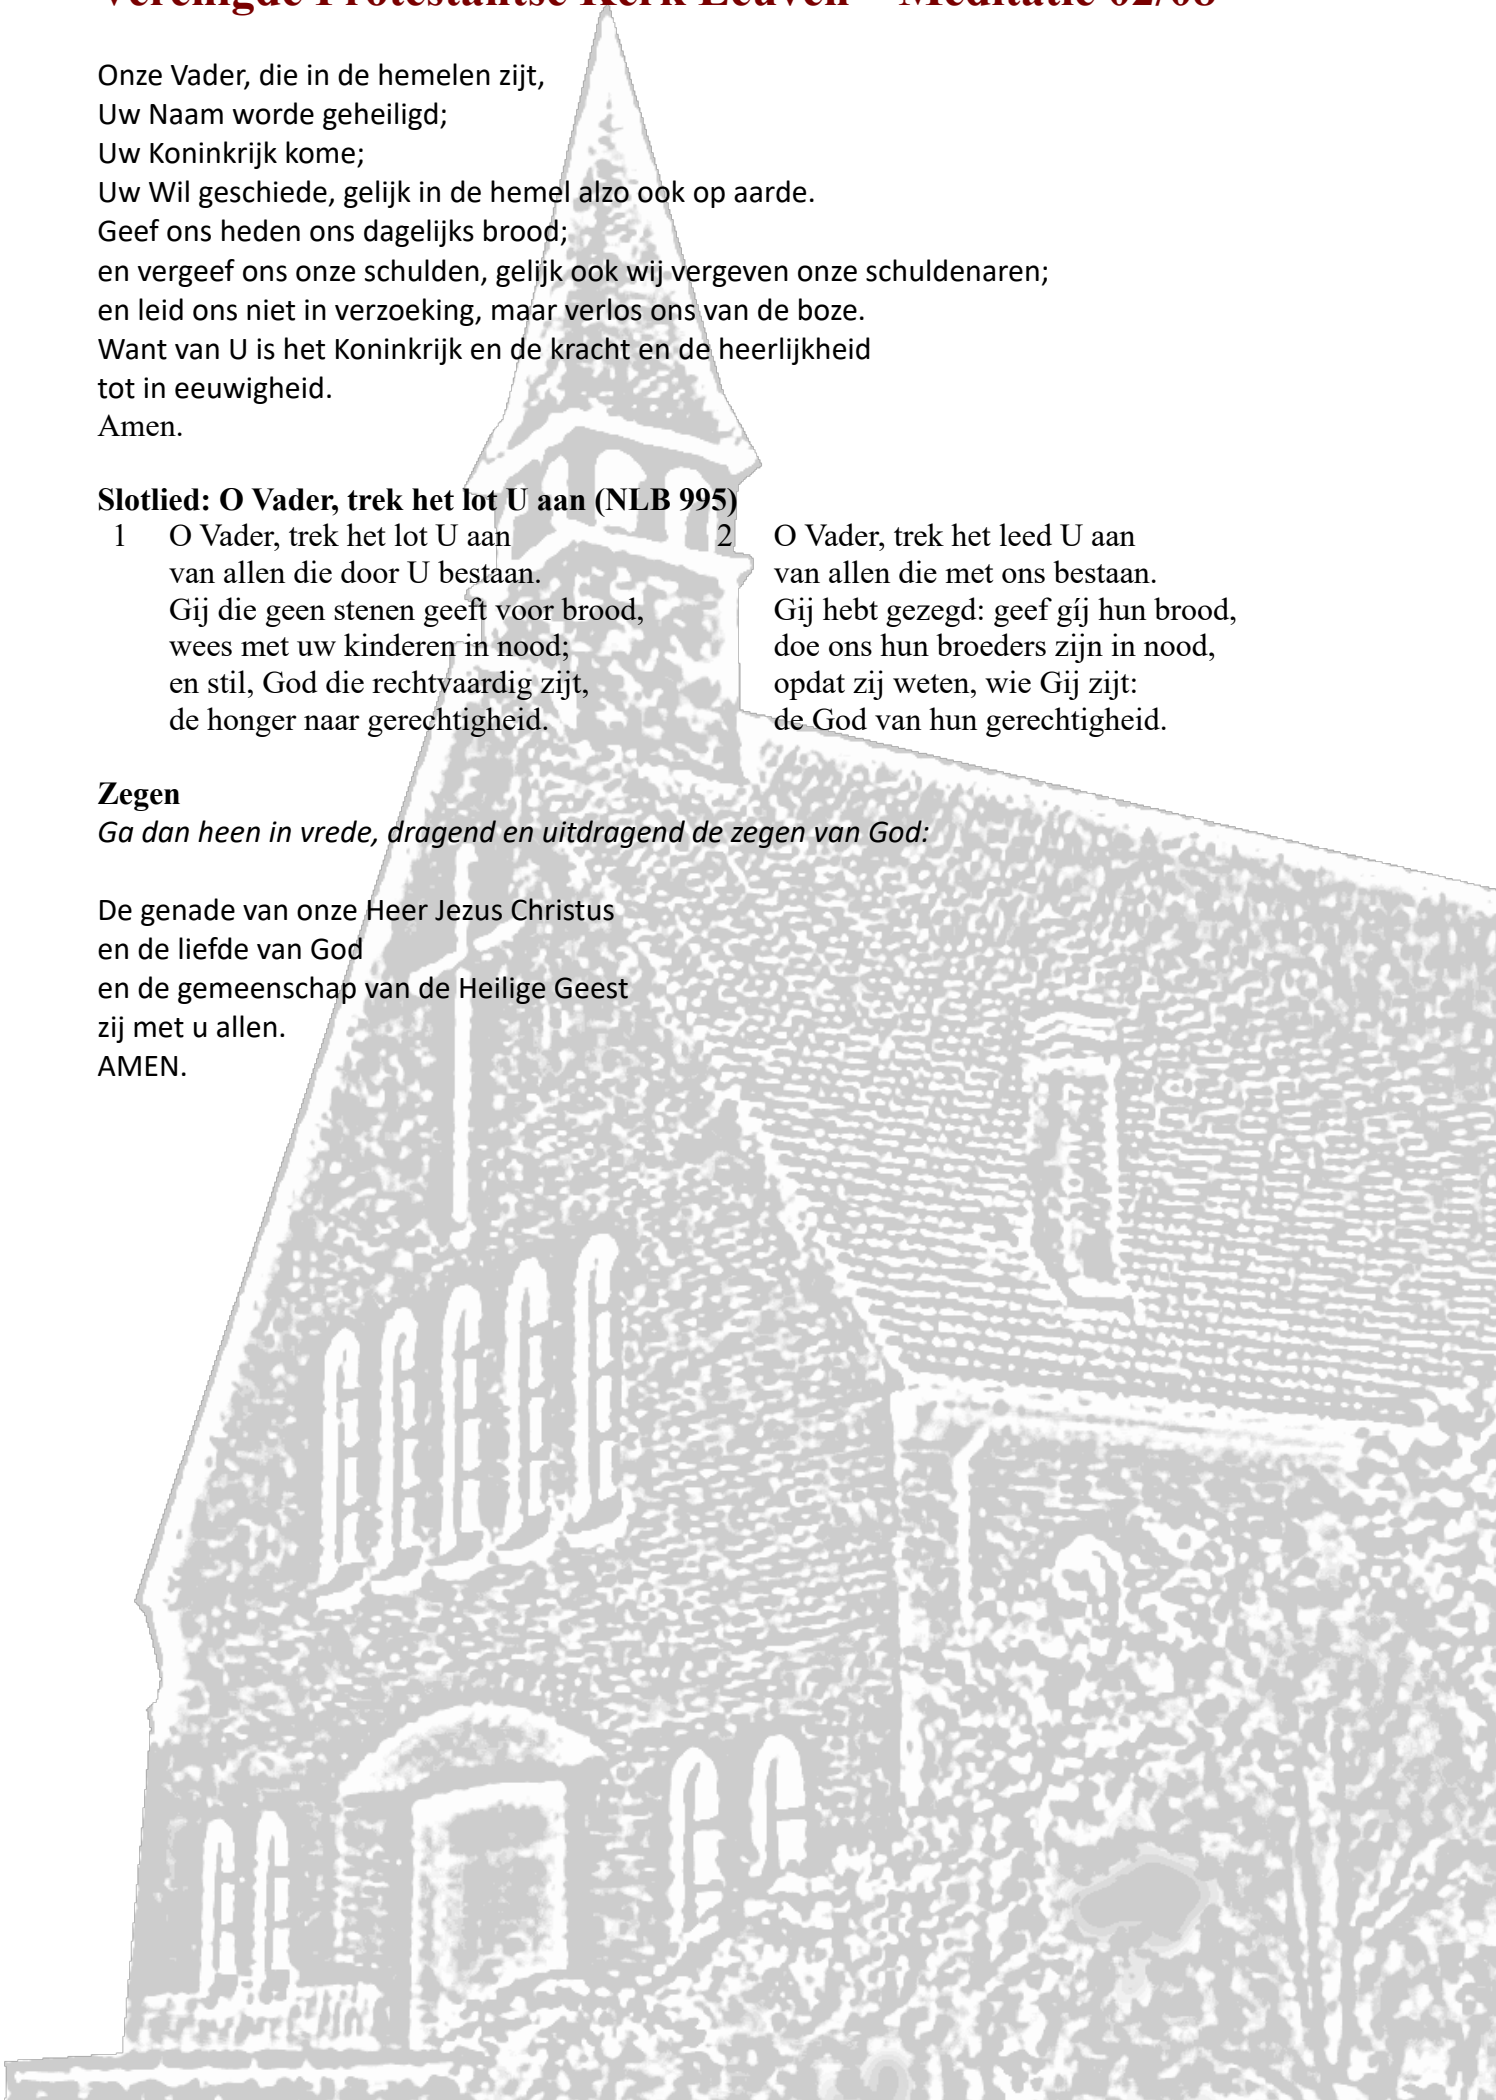 Verenigde Protestantse Kerk Leuven – Meditatie 02/08
Onze Vader, die in de hemelen zijt,
Uw Naam worde geheiligd;
Uw Koninkrijk kome;
Uw Wil geschiede, gelijk in de hemel alzo ook op aarde.
Geef ons heden ons dagelijks brood;
en vergeef ons onze schulden, gelijk ook wij vergeven onze schuldenaren;
en leid ons niet in verzoeking, maar verlos ons van de boze.
Want van U is het Koninkrijk en de kracht en de heerlijkheid
tot in eeuwigheid.
Amen.
Slotlied: O Vader, trek het lot U aan (NLB 995)
1 O Vader, trek het lot U aan
van allen die door U bestaan.
Gij die geen stenen geeft voor brood,
wees met uw kinderen in nood;
en stil, God die rechtvaardig zijt,
de honger naar gerechtigheid.
2 O Vader, trek het leed U aan
van allen die met ons bestaan.
Gij hebt gezegd: geef gíj hun brood,
doe ons hun broeders zijn in nood,
opdat zij weten, wie Gij zijt:
de God van hun gerechtigheid.
Zegen
Ga dan heen in vrede, dragend en uitdragend de zegen van God:
De genade van onze Heer Jezus Christus
en de liefde van God
en de gemeenschap van de Heilige Geest
zij met u allen.
AMEN.